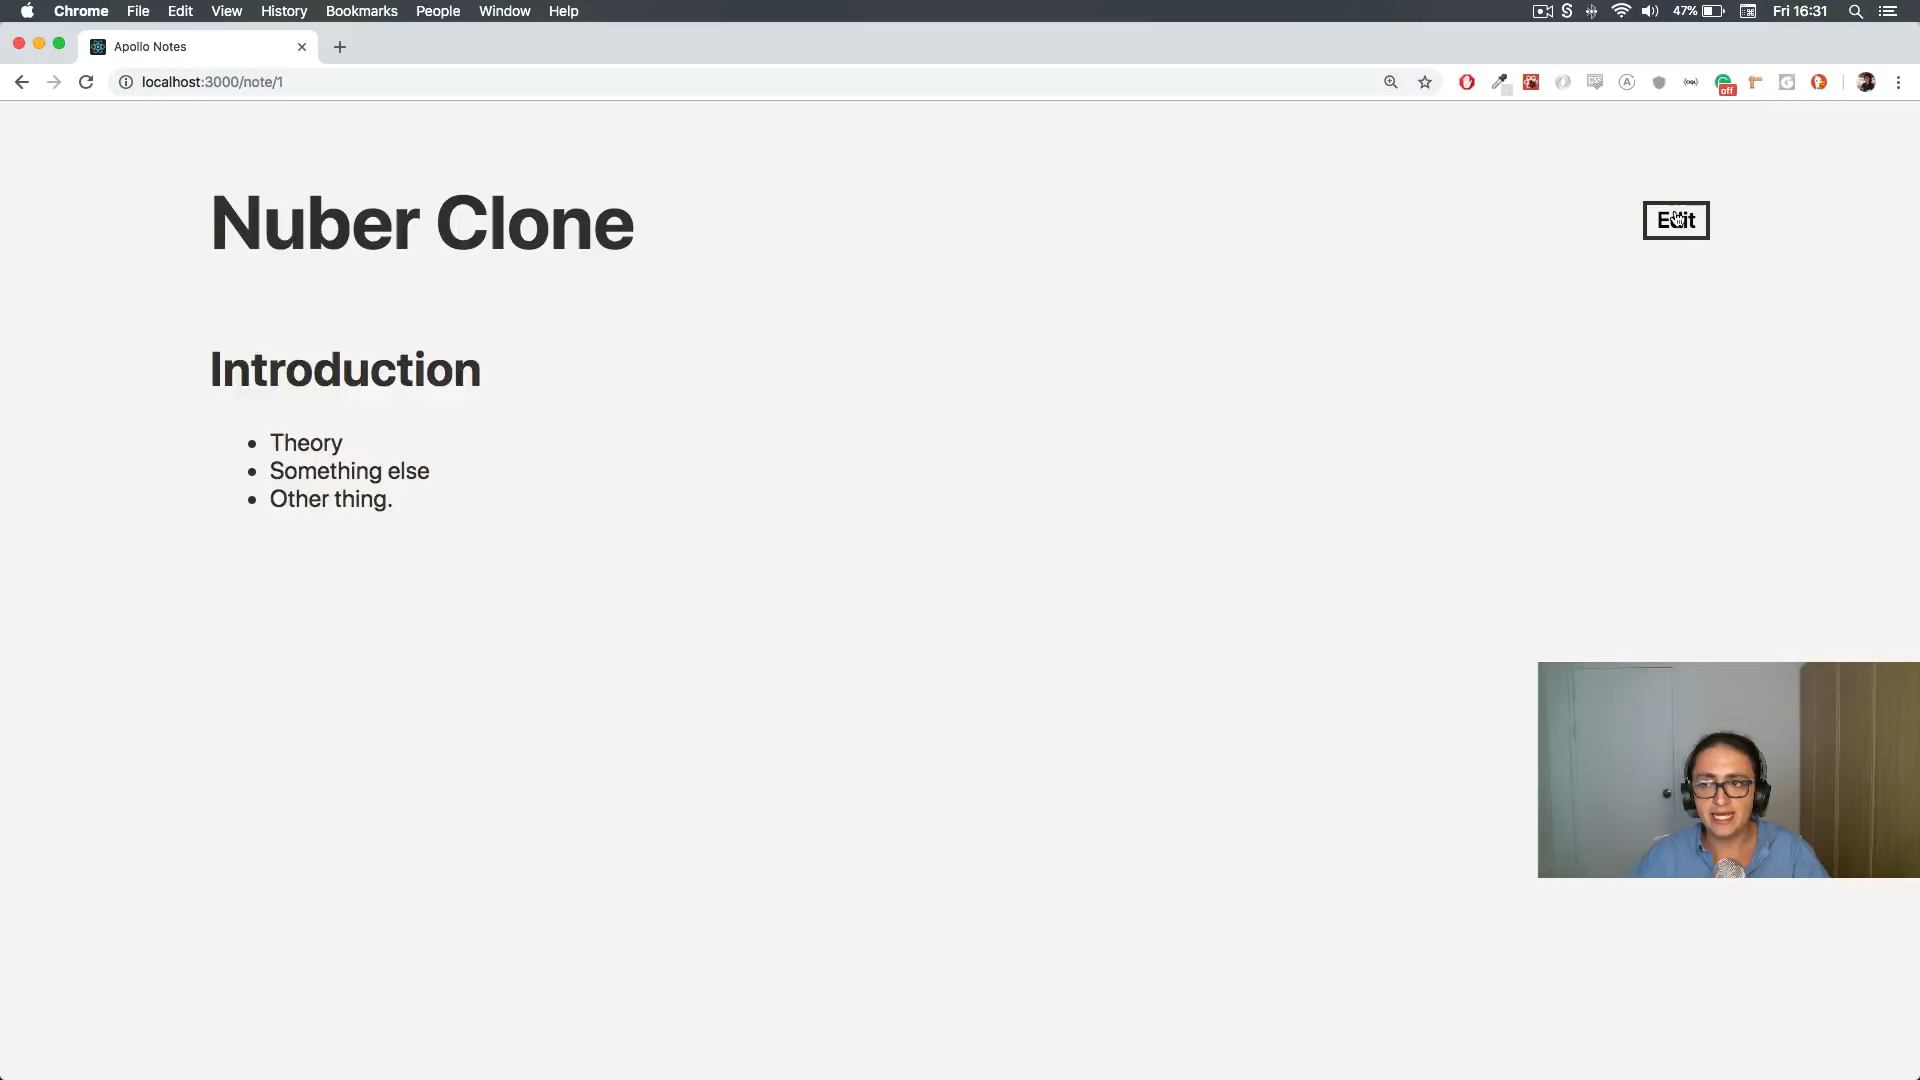 Chrome File Edit View History Bookmarks People Window Help 47% Fri 16:31
Apollo Notes
localhost:3000/note/1
off
Nuber Clone
Edit
Introduction
• Theory
• Something else
• Other thing.